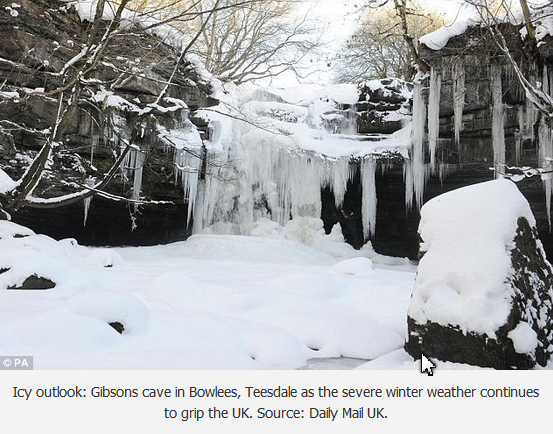 © PA
Icy outlook: Gibsons cave in Bowlees, Teesdale as the severe winter weather continues
to grip the UK. Source: Daily Mail UK.